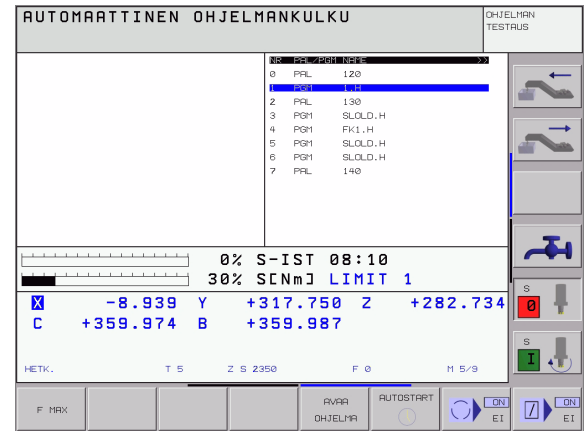 AUTOMAATTINEN OHJELMANKULKU
OHJELMAN
TESTAUS
NR PAL/PGM NAME >>
0 PAL 120
1 PGM 1.H
2 PAL 130
3 PGM SLOLD.H
4 PGM FK1.H
5 PGM SLOLD.H
6 PGM SLOLD.H
7 PAL 140
0% S-IST 08:10
30% S[Nm] LIMIT 1
X -8.939 Y +317.750 Z +282.734
C +359.974 B +359.987
HETK. T 5 Z S 2350 F 0 M 5/9
S
0
S
I
F MAX
AVAA
OHJELMA
AUTOSTART
ON
EI
ON
EI